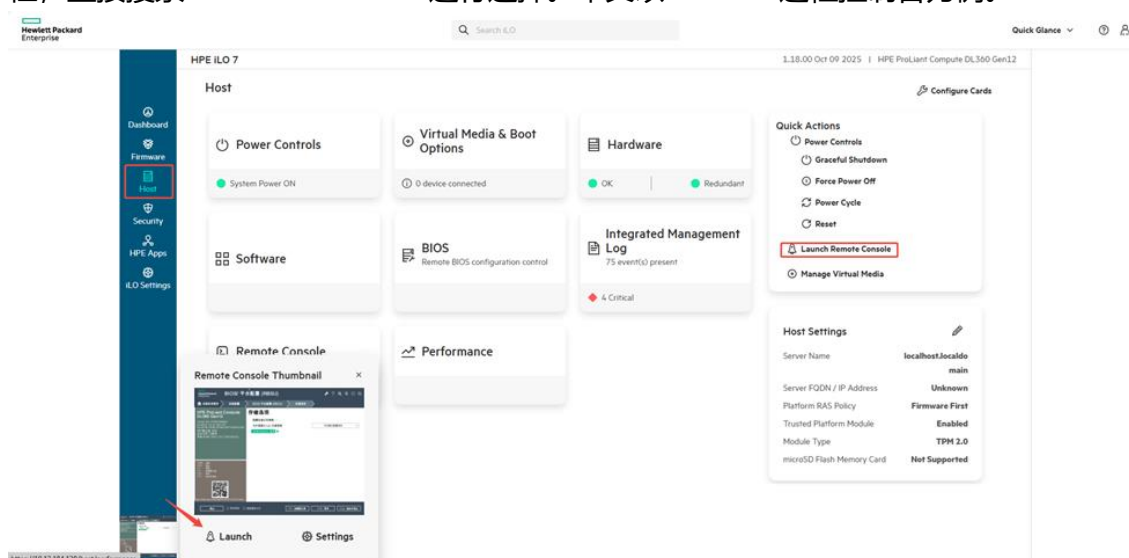 Hewlett Packard
Enterprise
Search iLO
Quick Glance
HPE iLO 7
1.18.00 Oct 09 2025 | HPE ProLiant Compute DL360 Gen12
Host
Configure Cards
Dashboard
Firmware
Host
Security
HPE Apps
iLO Settings
Power Controls
System Power ON
Virtual Media & Boot
Options
0 device connected
Hardware
OK
Redundant
Software
BIOS
Remote BIOS configuration control
Integrated Management
Log
75 event(s) present
4 Critical
Remote Console
Performance
Quick Actions
Power Controls
Graceful Shutdown
Force Power Off
Power Cycle
Reset
Launch Remote Console
Manage Virtual Media
Host Settings
Server Name
localhost.localdo
main
Server FQDN / IP Address
Unknown
Platform RAS Policy
Firmware First
Trusted Platform Module
Enabled
Module Type
TPM 2.0
microSD Flash Memory Card
Not Supported
Remote Console Thumbnail
Launch
Settings